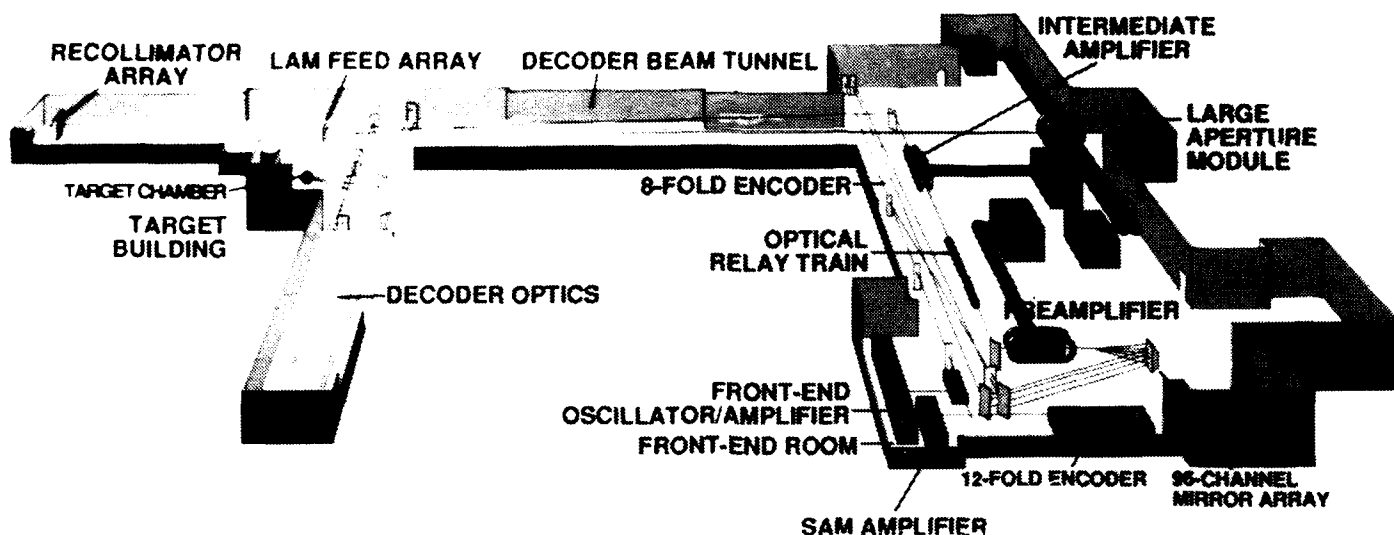 INTERMEDIATE
AMPLIFIER
RECOLLIMATOR
ARRAY
LAM FEED ARRAY
DECODER BEAM TUNNEL
LARGE
APERTURE
MODULE
TARGET CHAMBER
8-FOLD ENCODER
TARGET
BUILDING
OPTICAL
RELAY TRAIN
DECODER OPTICS
PREAMPLIFIER
FRONT-END
OSCILLATOR/AMPLIFIER
FRONT-END ROOM
12-FOLD ENCODER
96-CHANNEL
MIRROR ARRAY
SAM AMPLIFIER